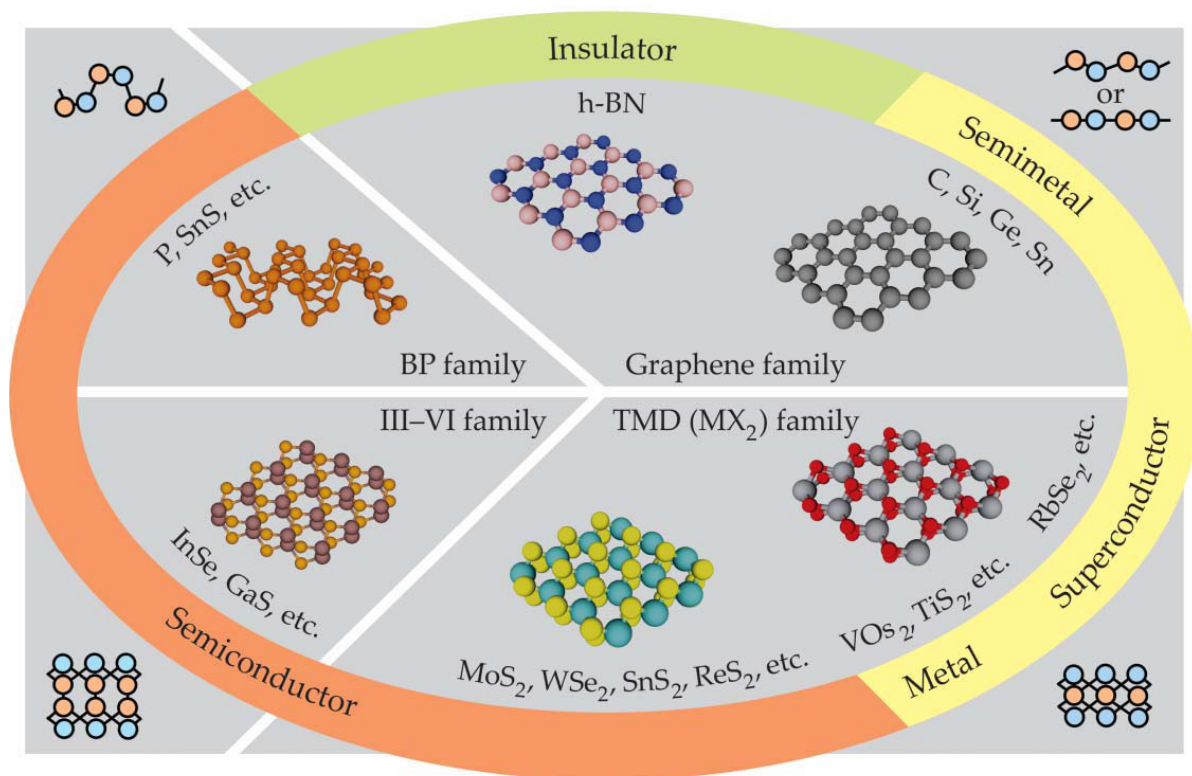 Insulator
h-BN
or
Semimetal
C, Si, Ge, Sn
P, SnS, etc.
BP family
Graphene family
III–VI family
TMD (MX₂) family
RbSe₂, etc.
Superconductor
InSe, GaS, etc.
VOs₂, TiS₂, etc.
MoS₂, WSe₂, SnS₂, ReS₂, etc.
Metal
Semiconductor